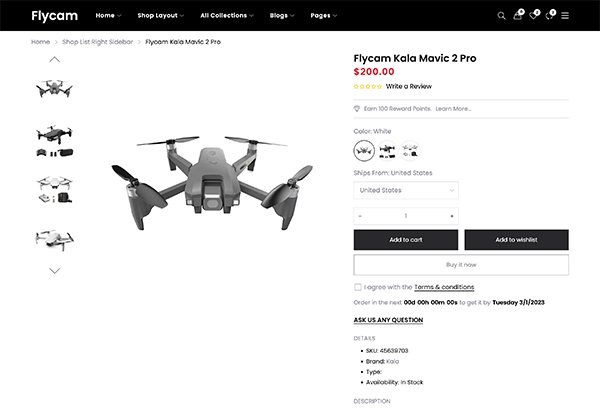 Flycam
Home
Shop Layout
All Collections
Blogs
Pages
Home > Shop List Right Sidebar > Flycam Kala Mavic 2 Pro
Flycam Kala Mavic 2 Pro
$200.00
Write a Review
Earn 100 Reward Points. Learn More...
Color: White
Ships From: United States
United States
- 1 +
Add to cart
Add to wishlist
Buy it now
I agree with the Terms & conditions
Order in the next 00d 00h 00m 00s to get it by Tuesday 3/1/2023
ASK US ANY QUESTION
DETAILS
SKU: 45639703
Brand: Kala
Type:
Availability: In Stock
DESCRIPTION